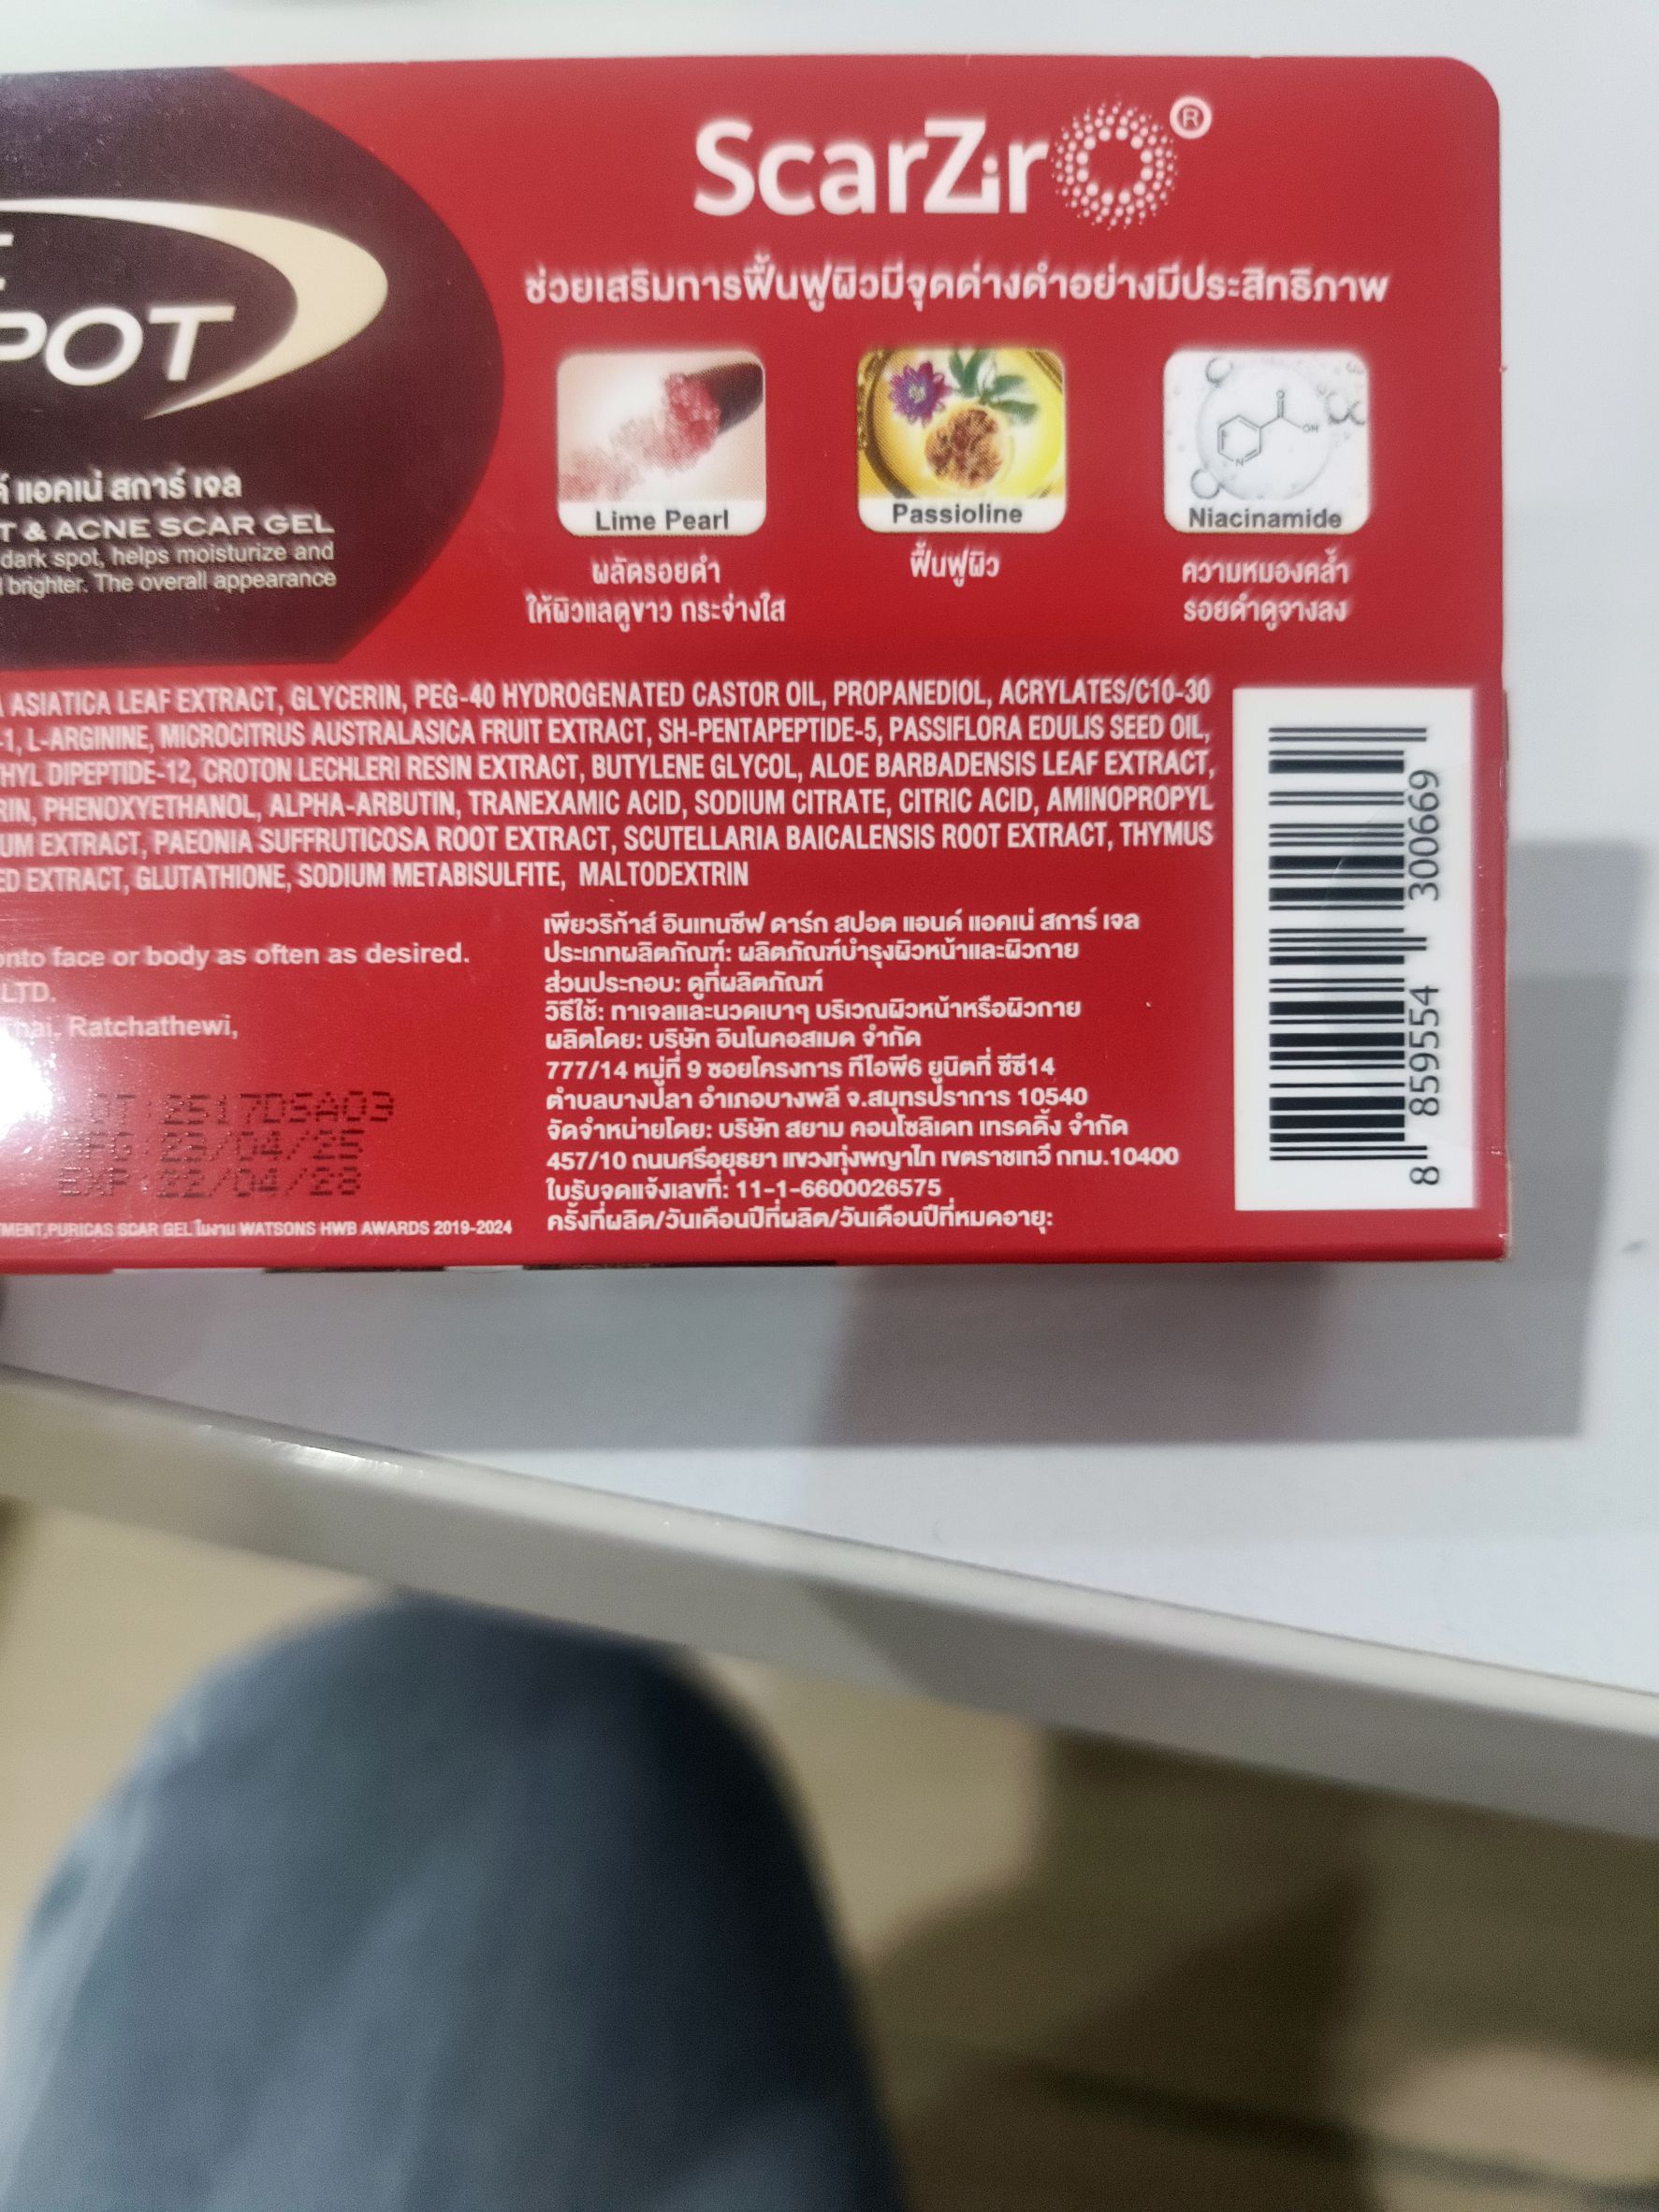 POT
ScarZirO®
ช่วยเสริมการฟื้นฟูผิวมีจุดด่างดำอย่างมีประสิทธิภาพ
Lime Pearl
Passioline
Niacinamide
ผลัดรอยดำ
ให้ผิวแลดูขาว กระจ่างใส
ฟื้นฟูผิว
ความหมองคล้ำ
รอยดำดูจางลง
แอคเน่ สการ์ เจล
T & ACNE SCAR GEL
dark spot, helps moisturize and
brighter. The overall appearance
ASIATICA LEAF EXTRACT, GLYCERIN, PEG-40 HYDROGENATED CASTOR OIL, PROPANEDIOL, ACRYLATES/C10-30
-1, L-ARGININE, MICROCITRUS AUSTRALASICA FRUIT EXTRACT, SH-PENTAPEPTIDE-5, PASSIFLORA EDULIS SEED OIL,
HYL DIPEPTIDE-12, CROTON LECHLERI RESIN EXTRACT, BUTYLENE GLYCOL, ALOE BARBADENSIS LEAF EXTRACT,
RIN, PHENOXYETHANOL, ALPHA-ARBUTIN, TRANEXAMIC ACID, SODIUM CITRATE, CITRIC ACID, AMINOPROPYL
UM EXTRACT, PAEONIA SUFFRUTICOSA ROOT EXTRACT, SCUTELLARIA BAICALENSIS ROOT EXTRACT, THYMUS
ED EXTRACT, GLUTATHIONE, SODIUM METABISULFITE, MALTODEXTRIN
onto face or body as often as desired.
LTD.
Ratchathewi,
MFG 23/04/25
EXP 22/04/28
MENT,PURICAS SCAR GEL ในงาน WATSONS HWB AWARDS 2019-2024
เพียวริก้าส์ อินเทนซีฟ ดาร์ก สปอต แอนด์ แอคเน่ สการ์ เจล
ประเภทผลิตภัณฑ์: ผลิตภัณฑ์บำรุงผิวหน้าและผิวกาย
ส่วนประกอบ: ดูที่ผลิตภัณฑ์
วิธีใช้: ทาเจลและนวดเบาๆ บริเวณผิวหน้าหรือผิวกาย
ผลิตโดย: บริษัท อินโนคอสเมด จำกัด
777/14 หมู่ที่ 9 ซอยโครงการ ทีไอพี6 ยูนิตที่ ซีซี14
ตำบลบางปลา อำเภอบางพลี จ.สมุทรปราการ 10540
จัดจำหน่ายโดย: บริษัท สยาม คอนโซลิเดท เทรดดิ้ง จำกัด
457/10 ถนนศรีอยุธยา แขวงทุ่งพญาไท เขตราชเทวี กทม.10400
ใบรับจดแจ้งเลขที่: 11-1-6600026575
ครั้งที่ผลิต/วันเดือนปีที่ผลิต/วันเดือนปีที่หมดอายุ:
8 859554 300669